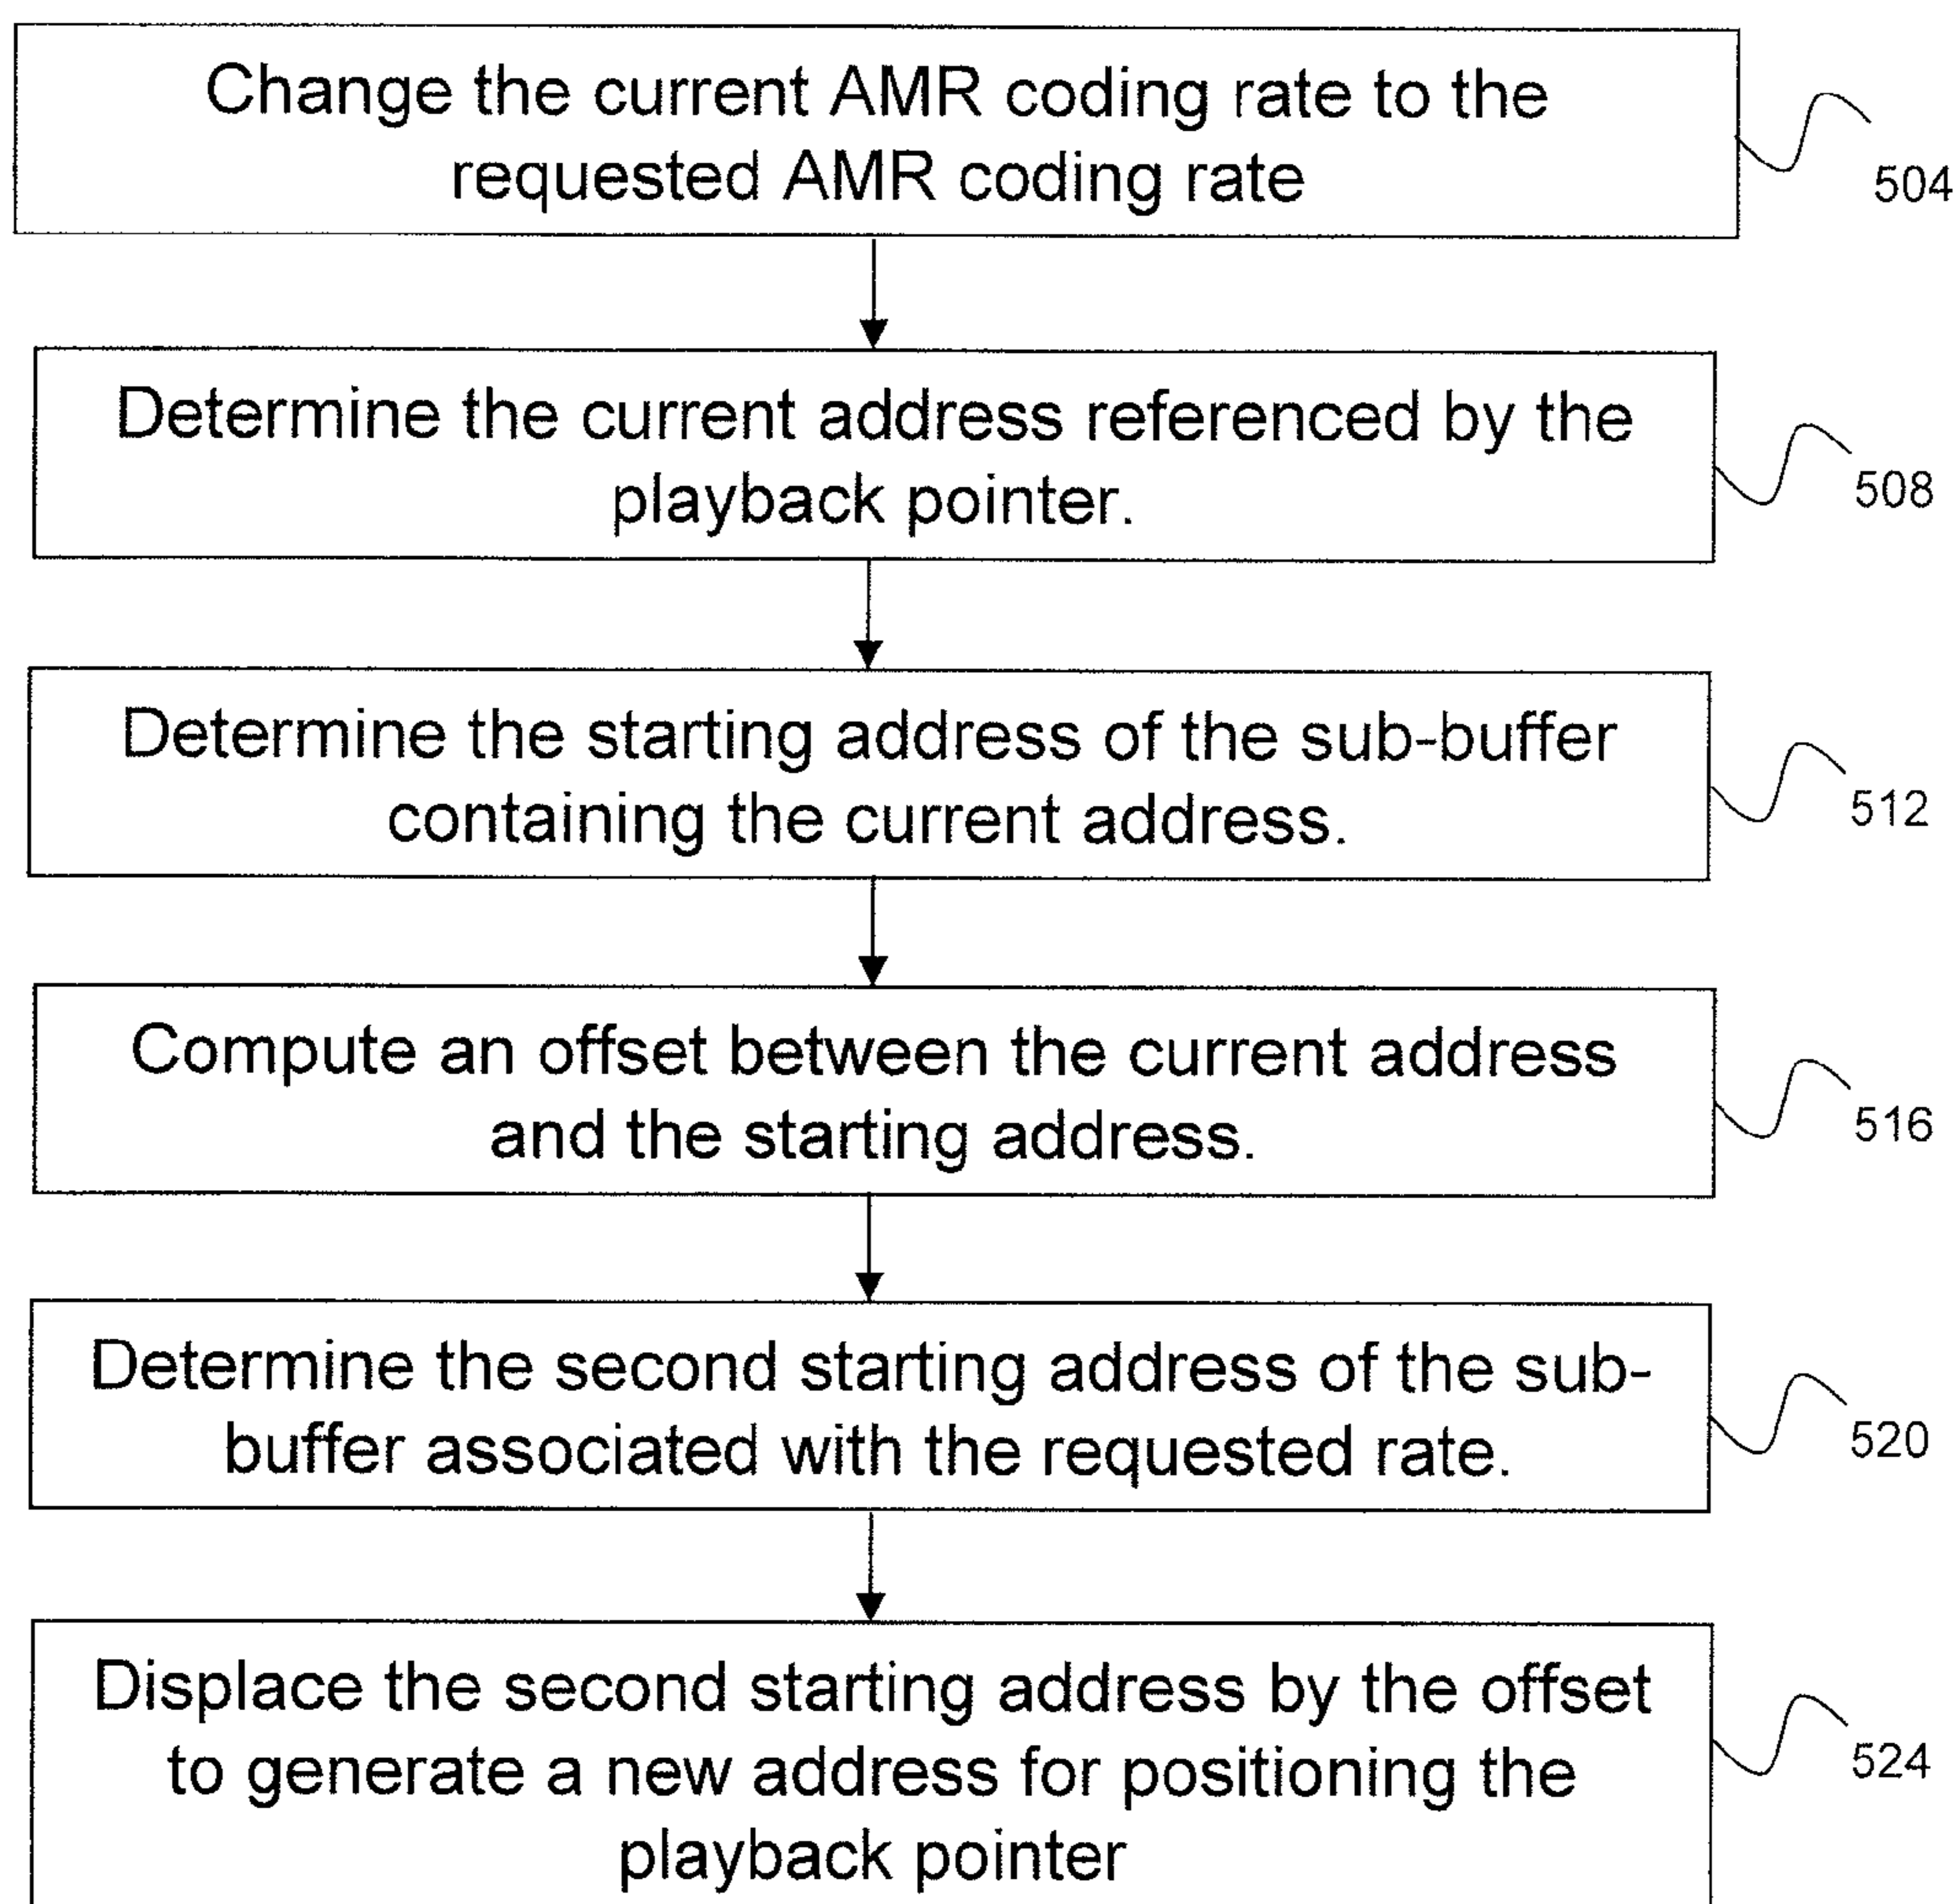 Change the current AMR coding rate to the
requested AMR coding rate
504
Determine the current address referenced by the
playback pointer.
508
Determine the starting address of the sub-buffer
containing the current address.
512
Compute an offset between the current address
and the starting address.
516
Determine the second starting address of the sub-
buffer associated with the requested rate.
520
Displace the second starting address by the offset
to generate a new address for positioning the
playback pointer
524